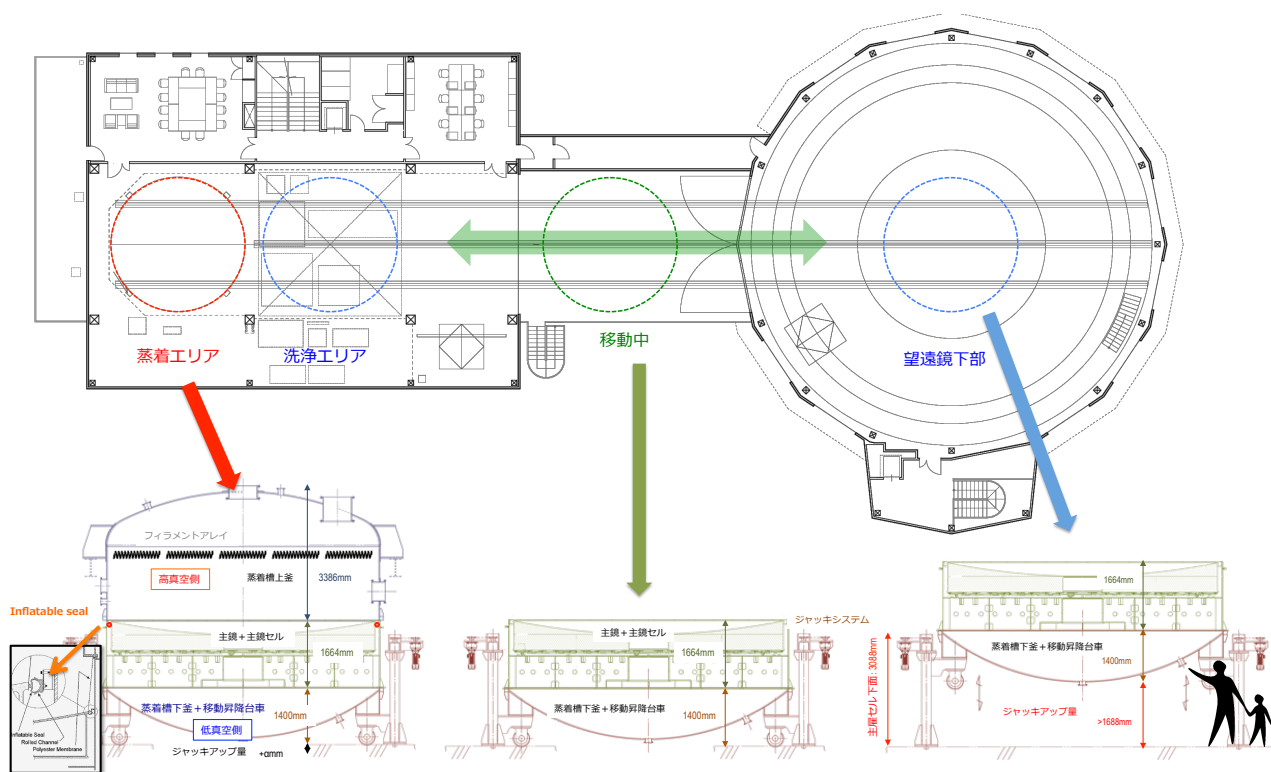 蒸着エリア
洗浄エリア
移動中
望遠鏡下部
フィラメントアレイ
高真空側
蒸着槽上釜
3386mm
Inflatable seal
主鏡+主鏡セル
1664mm
蒸着槽下釜+移動昇降台車
低真空側
1400mm
ジャッキアップ量
+αmm
Inflatable Seal
Rolled Channel
Polyester Membrane
ジャッキシステム
主鏡+主鏡セル
1664mm
蒸着槽下釜+移動昇降台車
1400mm
1664mm
蒸着槽下釜+移動昇降台車
1400mm
主鏡セル下面:3088mm
ジャッキアップ量
>1688mm